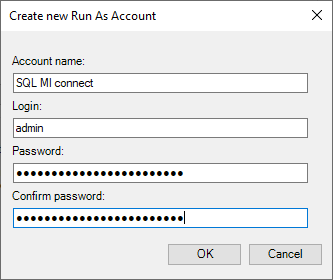 Create new Run As Account
Account name:
SQL MI connect
Login:
admin
Password:
●●●●●●●●●●●●●●●●●●●●●●●●
Confirm password:
●●●●●●●●●●●●●●●●●●●●●●●●
OK
Cancel